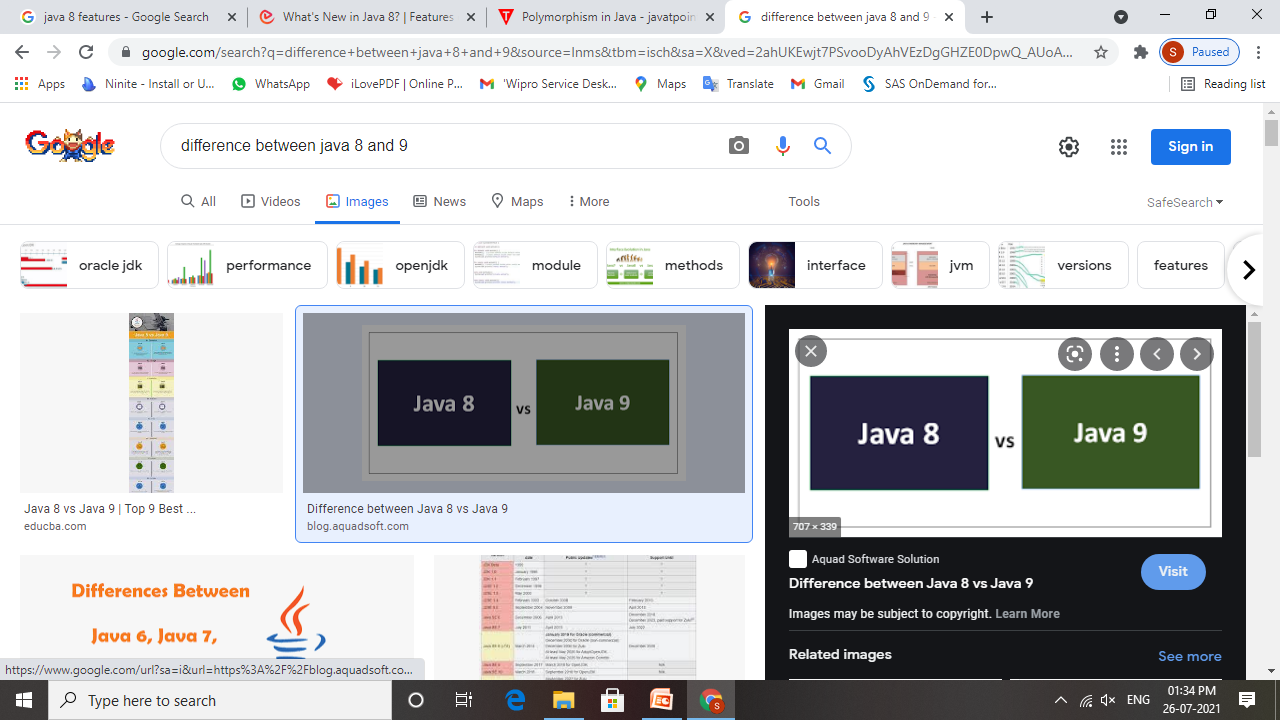 java 8 features - Google Search
What's New in Java 8? | Features
Polymorphism in Java - javatpoin
difference between java 8 and 9
google.com/search?q=difference+between+java+8+and+9&source=lnms&tbm=isch&sa=X&ved=2ahUKEwjt7PSvooDyAhVEzDgGHZE0DpwQ_AUoA...
S Paused
Apps
Ninite - Install or U...
WhatsApp
iLovePDF | Online P...
'Wipro Service Desk...
Maps
Translate
Gmail
SAS OnDemand for...
Reading list
Google
difference between java 8 and 9
Sign in
All
Videos
Images
News
Maps
More
Tools
SafeSearch
oracle jdk
performan
openjdk
module
methods
interface
jvm
versions
features
Java 8 vs Java 9
Java 8 vs Java 9
707 × 339
Java 8 vs Java 9 | Top 9 Best ...
educba.com
Difference between Java 8 vs Java 9
blog.aquadsoft.com
Aquad Software Solution
Difference between Java 8 vs Java 9
Visit
Images may be subject to copyright. Learn More
Related images
See more
Differences Between
Java 6, Java 7,
https://www.google.com/url?sa=i&url=https%3A%2F%2Fblog.aquadsoft.co...
Type here to search
ENG
01:34 PM
26-07-2021